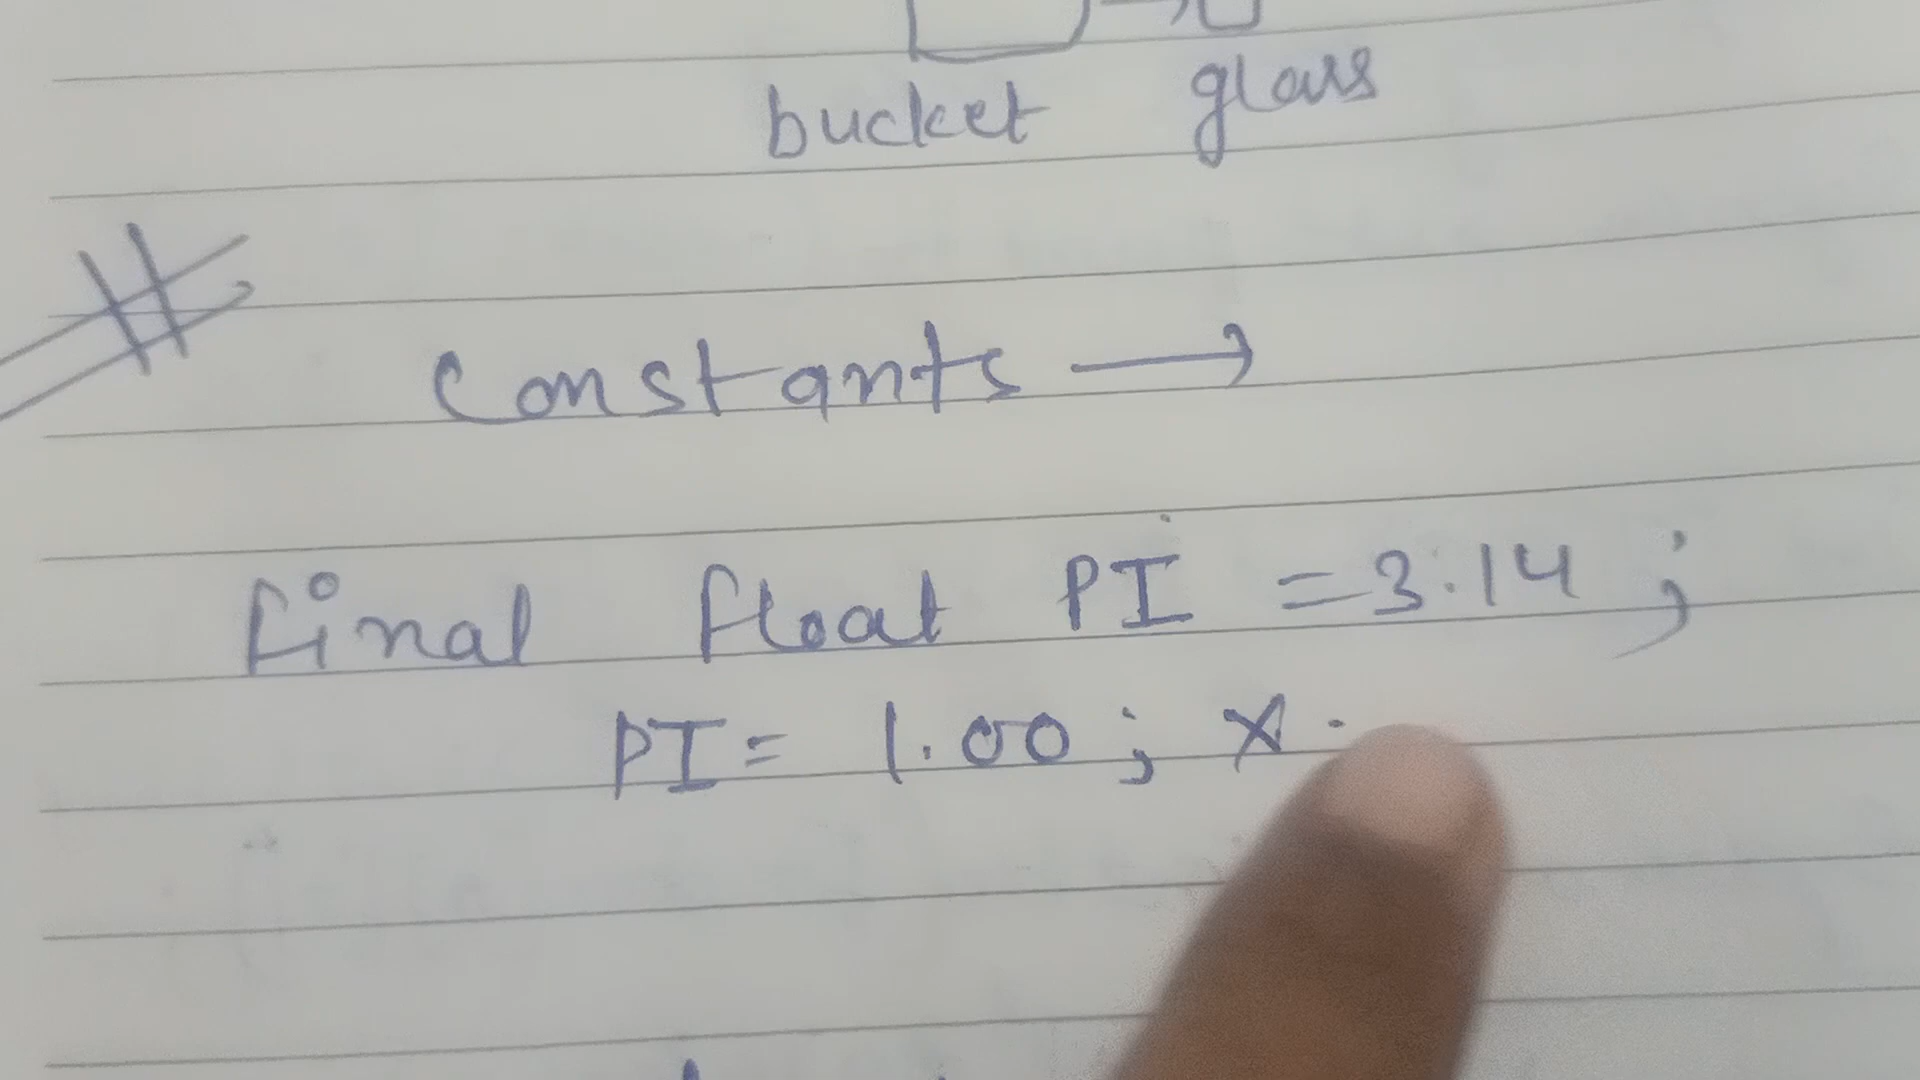 bucket glass
# Constants →
final float PI = 3.14 ;
PI = 1.00 ; ×